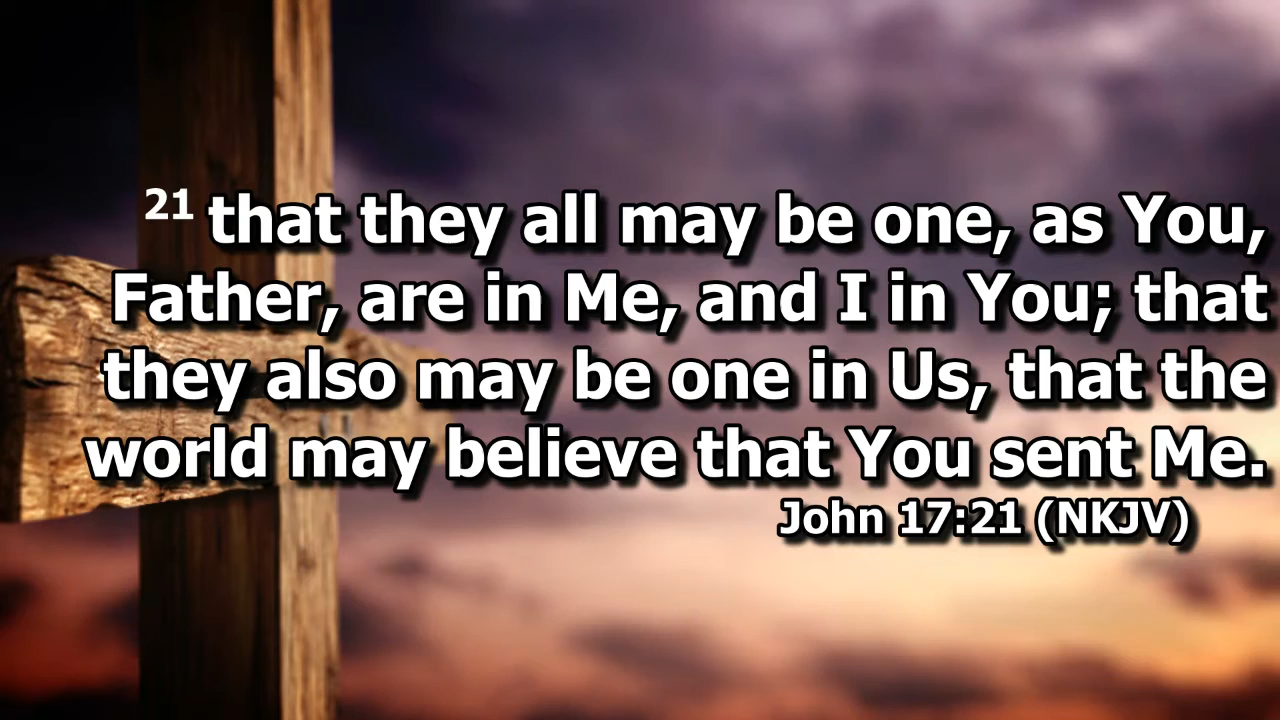 21 that they all may be one, as You,
Father, are in Me, and I in You; that
they also may be one in Us, that the
world may believe that You sent Me.
John 17:21 (NKJV)